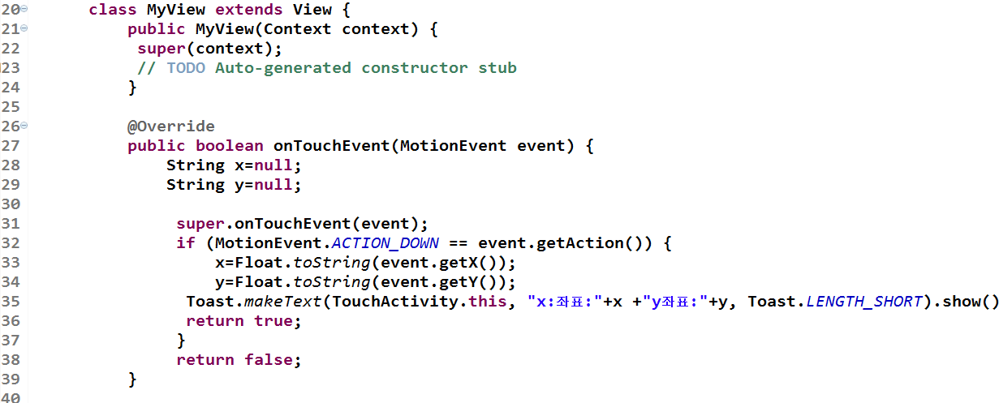 20 class MyView extends View {
21 public MyView(Context context) {
22 super(context);
23 // TODO Auto-generated constructor stub
24 }
25
26 @Override
27 public boolean onTouchEvent(MotionEvent event) {
28 String x=null;
29 String y=null;
30
31 super.onTouchEvent(event);
32 if (MotionEvent.ACTION_DOWN == event.getAction()) {
33 x=Float.toString(event.getX());
34 y=Float.toString(event.getY());
35 Toast.makeText(TouchActivity.this, "x:좌표:"+x +"y좌표:"+y, Toast.LENGTH_SHORT).show()
36 return true;
37 }
38 return false;
39 }
40